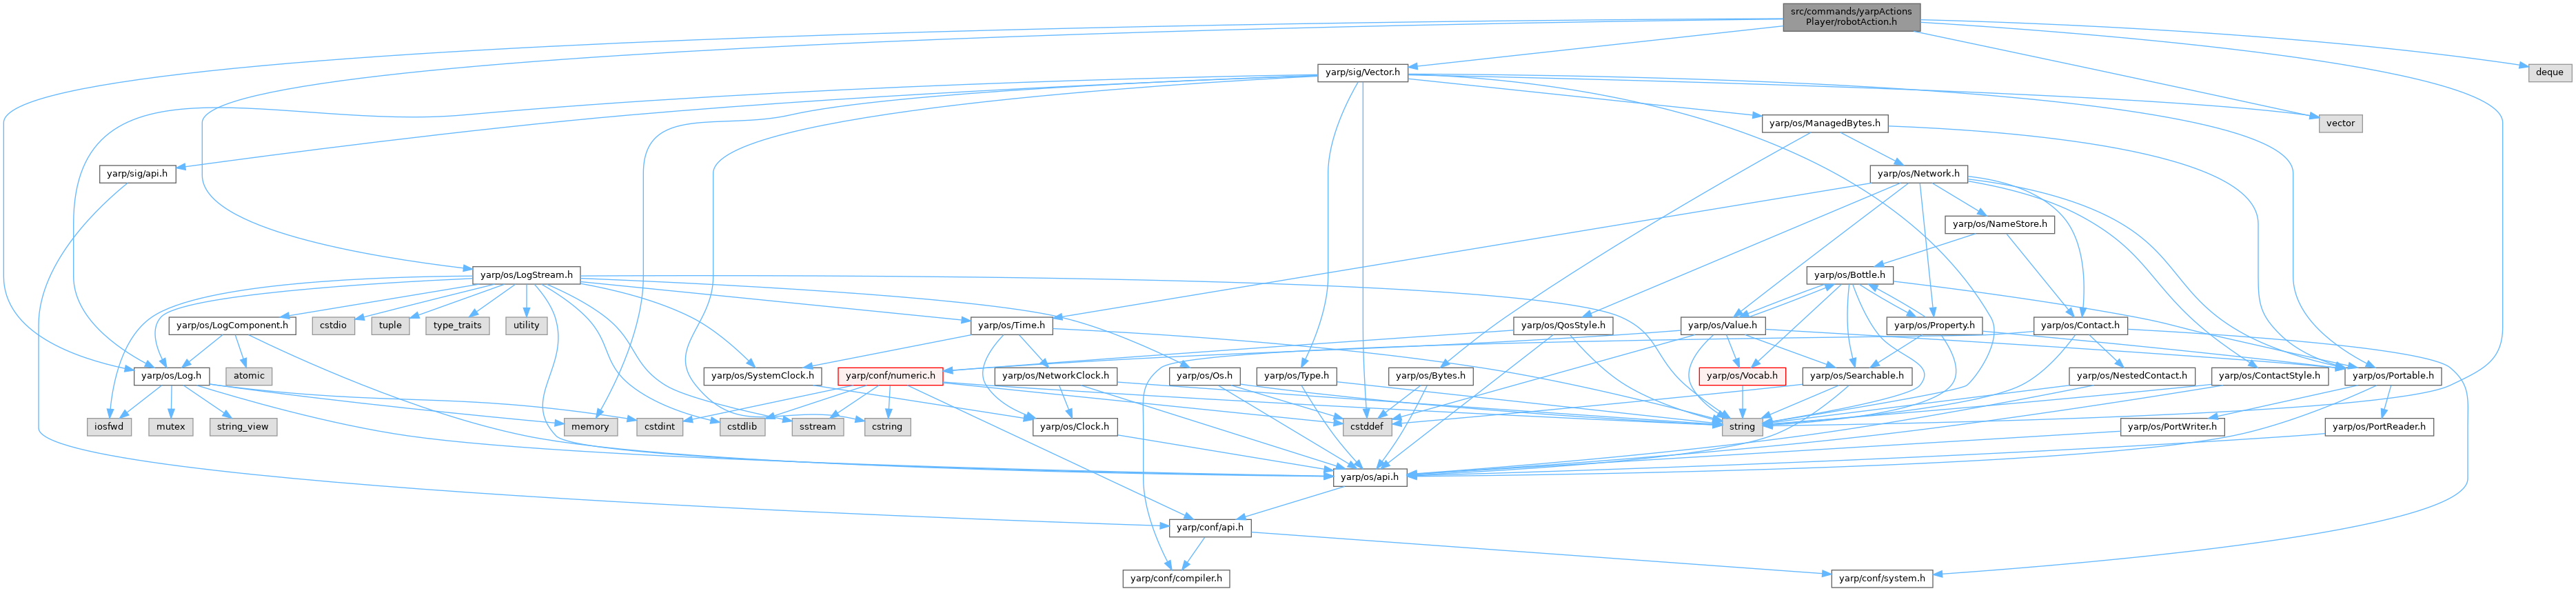 src/commands/yarpActions
Player/robotAction.h
yarp/sig/Vector.h
deque
yarp/os/ManagedBytes.h
vector
yarp/sig/api.h
yarp/os/Network.h
yarp/os/NameStore.h
yarp/os/LogStream.h
yarp/os/Bottle.h
yarp/os/LogComponent.h
cstdio
tuple
type_traits
utility
yarp/os/Time.h
yarp/os/QosStyle.h
yarp/os/Value.h
yarp/os/Property.h
yarp/os/Contact.h
yarp/os/Log.h
atomic
yarp/os/SystemClock.h
yarp/conf/numeric.h
yarp/os/NetworkClock.h
yarp/os/Os.h
yarp/os/Type.h
yarp/os/Bytes.h
yarp/os/Vocab.h
yarp/os/Searchable.h
yarp/os/NestedContact.h
yarp/os/ContactStyle.h
yarp/os/Portable.h
iosfwd
mutex
string_view
memory
cstdint
cstdlib
sstream
cstring
yarp/os/Clock.h
cstddef
string
yarp/os/PortWriter.h
yarp/os/PortReader.h
yarp/os/api.h
yarp/conf/api.h
yarp/conf/compiler.h
yarp/conf/system.h